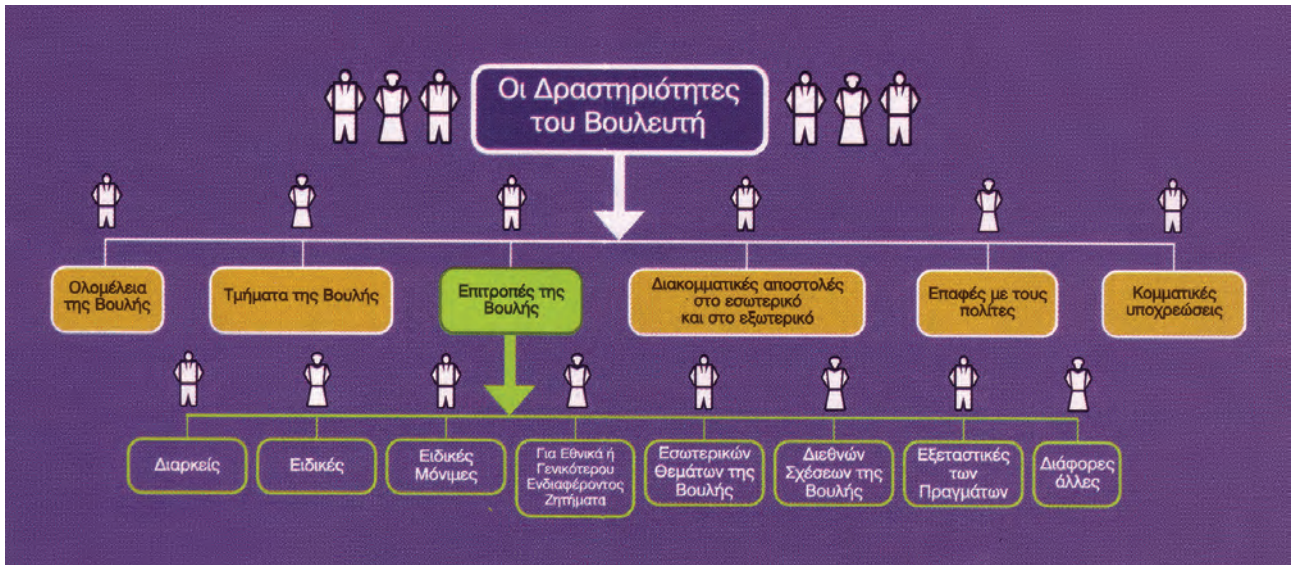 Οι Δραστηριότητες
του Βουλευτή
Ολομέλεια
της Βουλής
Τμήματα της Βουλής
Επιτροπές της
Βουλής
Διακομματικές αποστολές
στο εσωτερικό
και στο εξωτερικό
Επαφές με τους
πολίτες
Κομματικές
υποχρεώσεις
Διαρκείς
Ειδικές
Ειδικές
Μόνιμες
Για Εθνικά ή
Γενικότερου
Ενδιαφέροντος
Ζητήματα
Εσωτερικών
Θεμάτων της
Βουλής
Διεθνών
Σχέσεων της
Βουλής
Εξεταστικές
των
Πραγμάτων
Διάφορες
άλλες